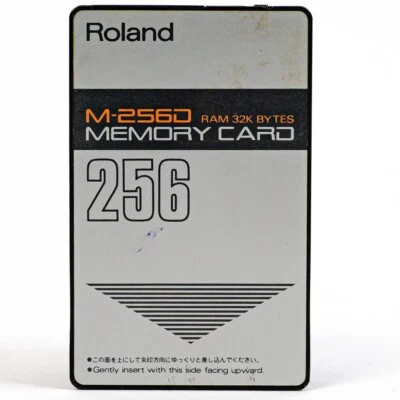 Roland
M-256D RAM 32K BYTES
MEMORY CARD
256
●この面を上にして矢印方向にゆっくりと差し込んでください。
●Gently insert with this side facing upward.